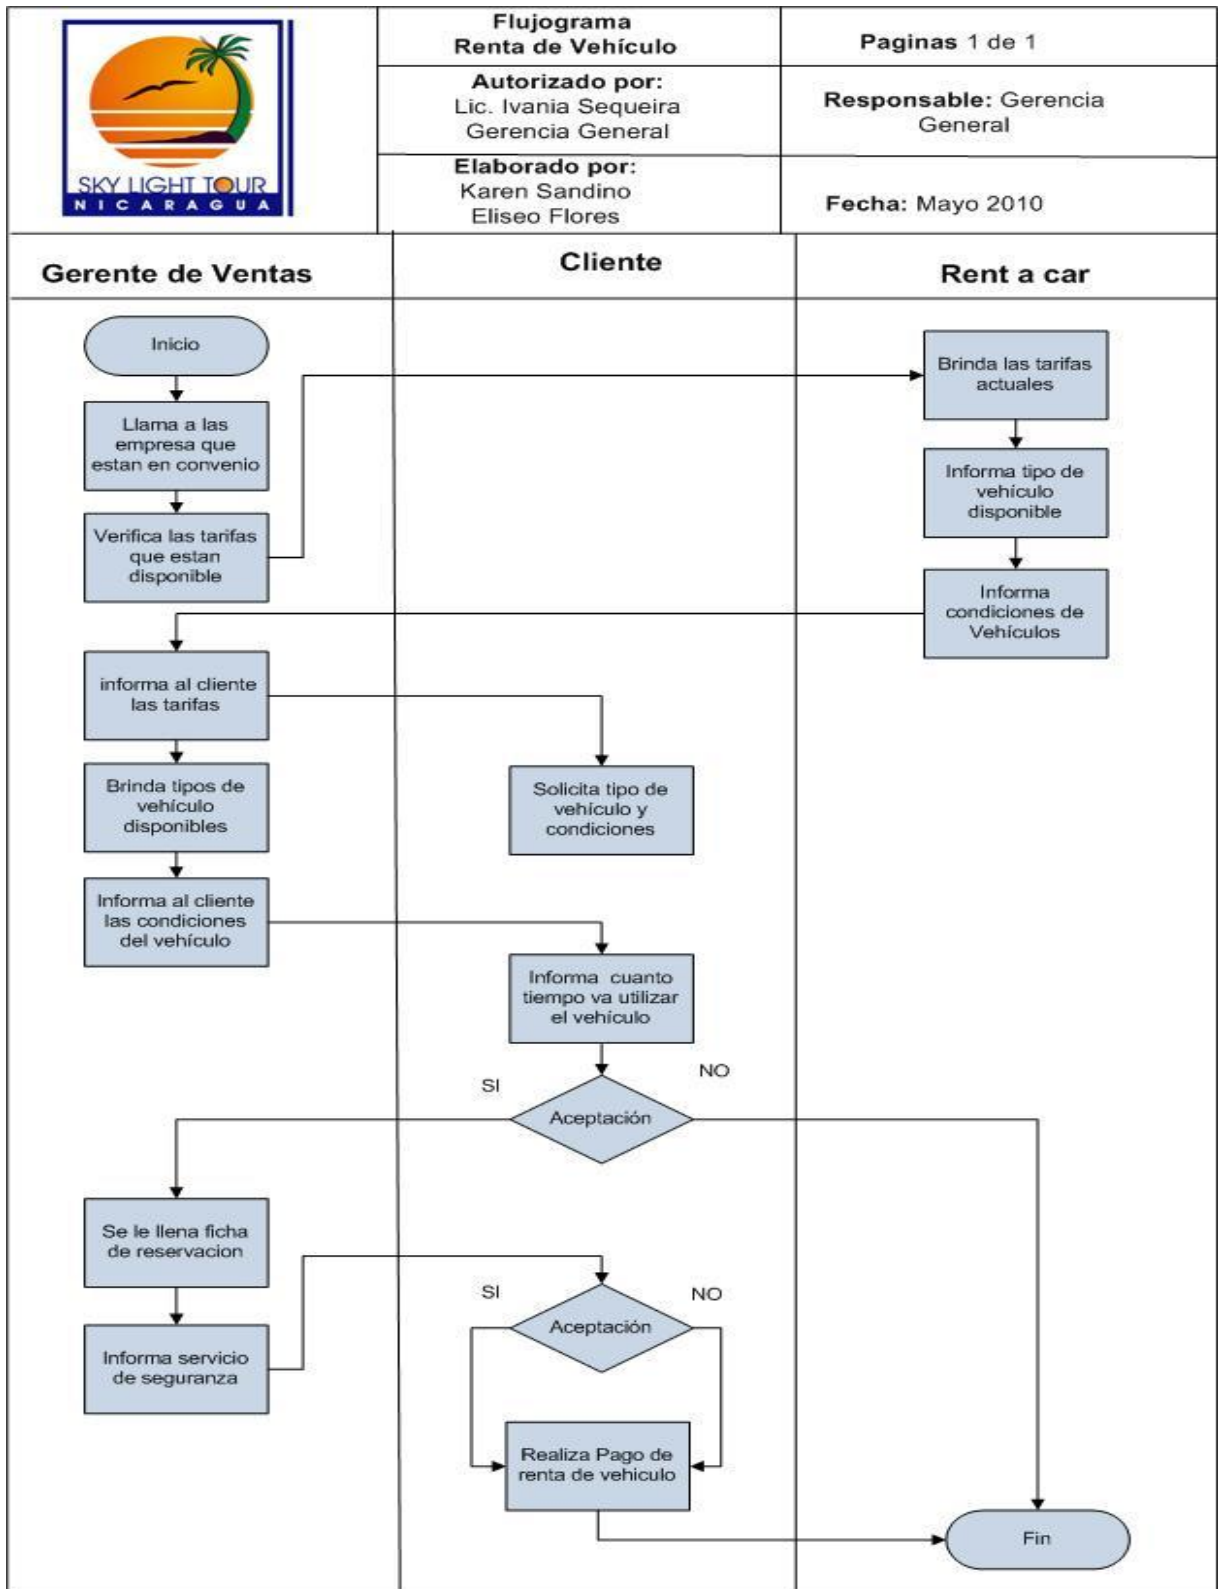 SKY LIGHT TOUR
NICARAGUA
Flujograma
Renta de Vehículo
Paginas 1 de 1
Autorizado por:
Lic. Ivania Sequeira
Gerencia General
Responsable: Gerencia
General
Elaborado por:
Karen Sandino
Eliseo Flores
Fecha: Mayo 2010
Gerente de Ventas
Cliente
Rent a car
Inicio
Llama a las
empresa que
estan en convenio
Verifica las tarifas
que estan
disponible
Brinda las tarifas
actuales
Informa tipo de
vehículo
disponible
Informa
condiciones de
Vehículos
informa al cliente
las tarifas
Brinda tipos de
vehículo
disponibles
Solicita tipo de
vehículo y
condiciones
Informa al cliente
las condiciones
del vehículo
Informa cuanto
tiempo va utilizar
el vehículo
SI
NO
Aceptación
Se le llena ficha
de reservacion
Informa servicio
de seguranza
SI
NO
Aceptación
Realiza Pago de
renta de vehiculo
Fin